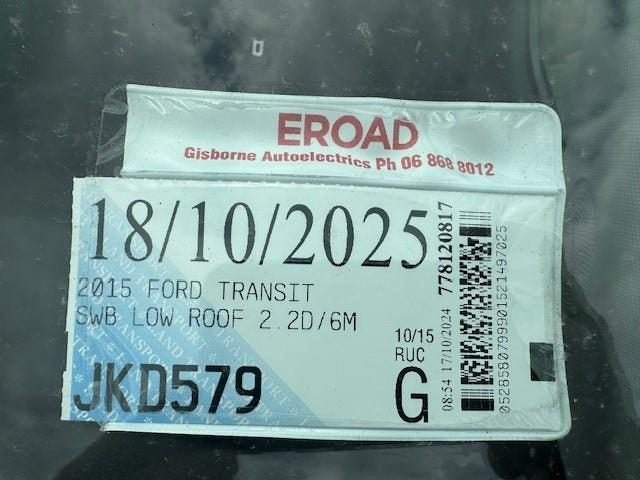 EROAD
Gisborne Autoelectrics Ph 06 868 8012
18/10/2025
2015 FORD TRANSIT
SWB LOW ROOF 2.2D/6M
JKD579
10/15
RUC
G
08:54 17/10/2024 778120817
0528580799901521497025